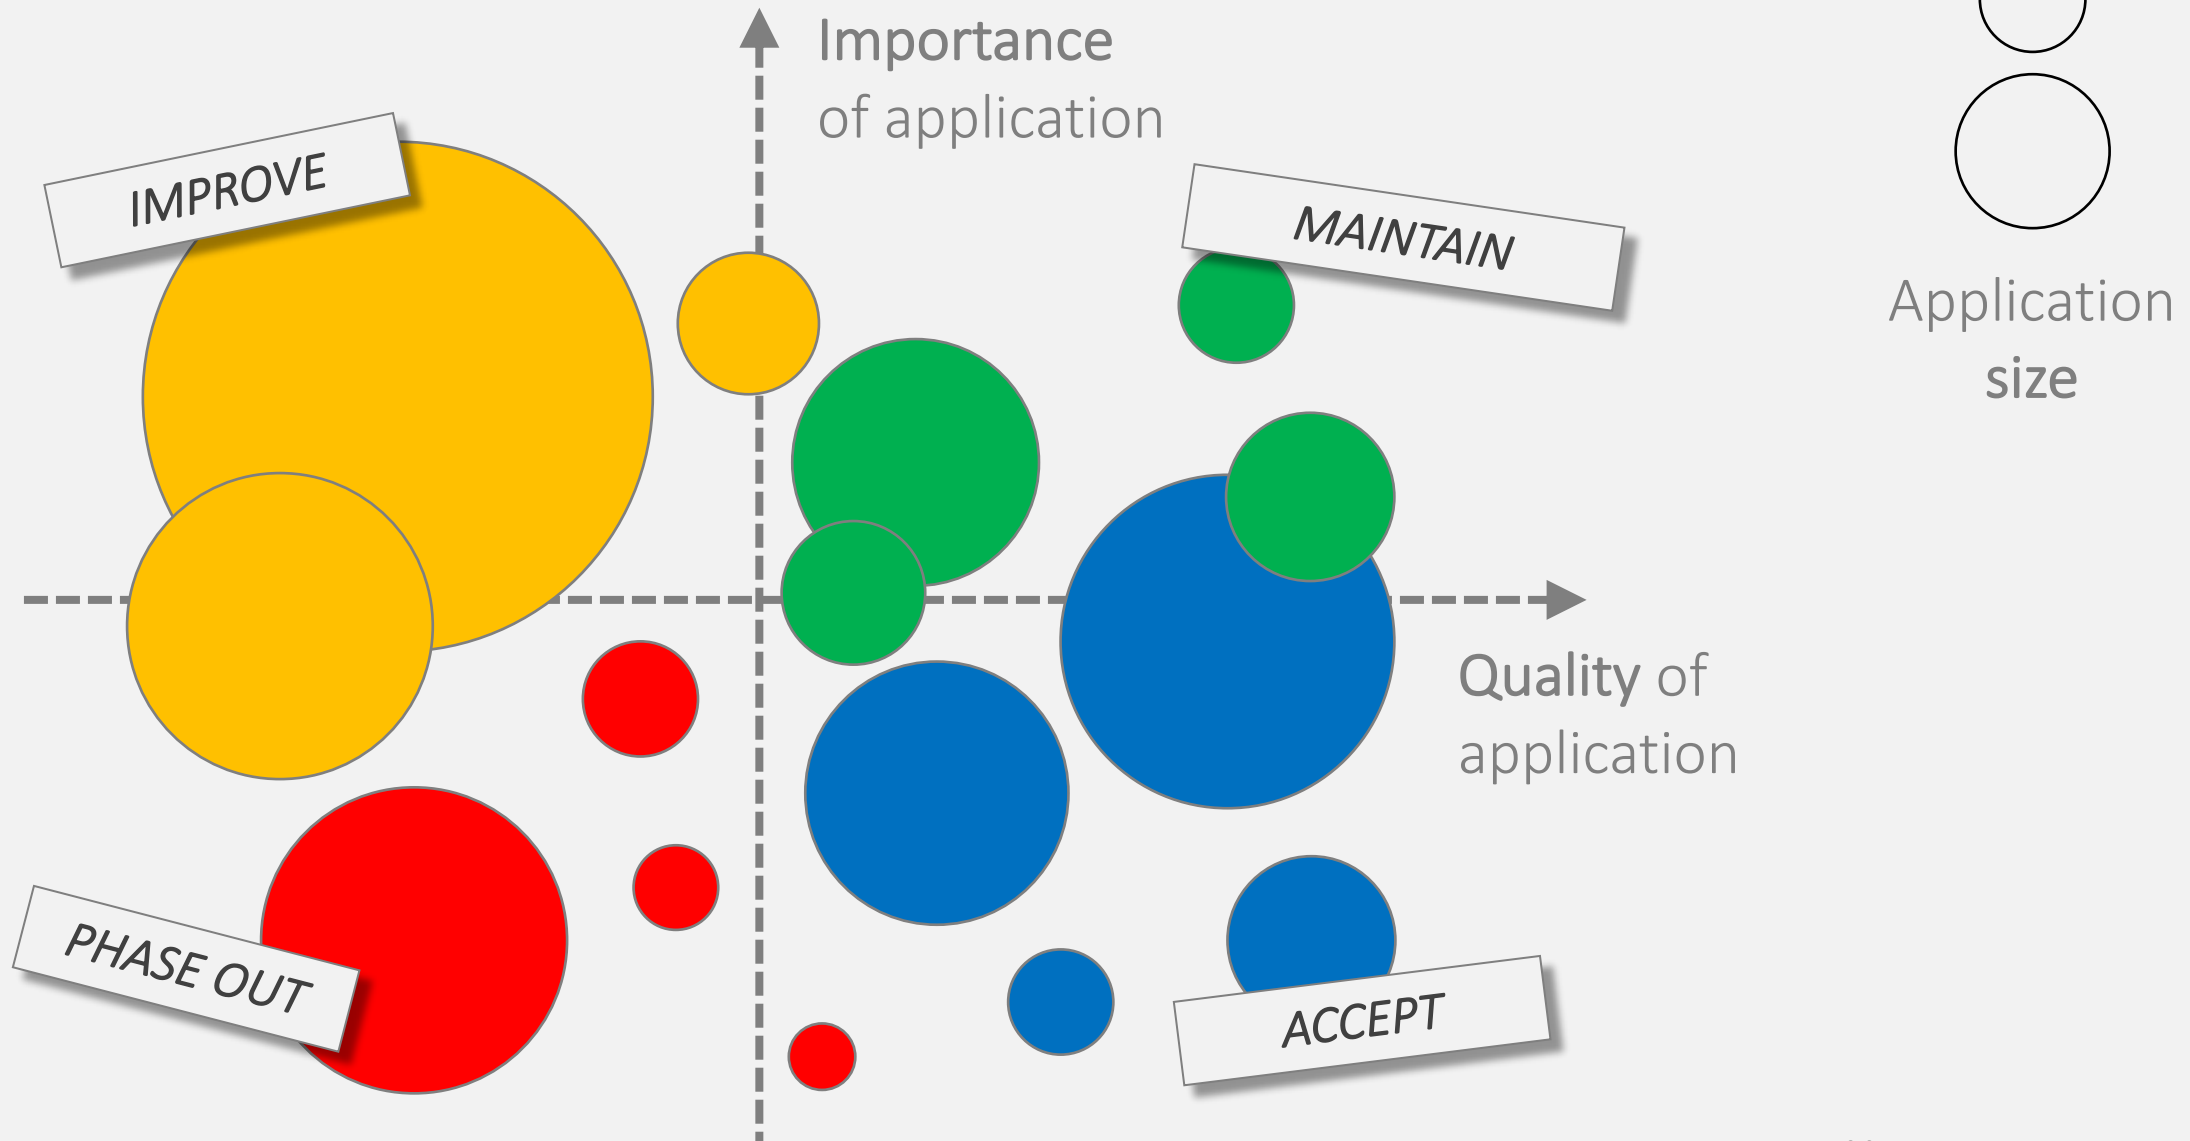 Importance
of application
IMPROVE
MAINTAIN
Application
size
Quality of
application
PHASE OUT
ACCEPT